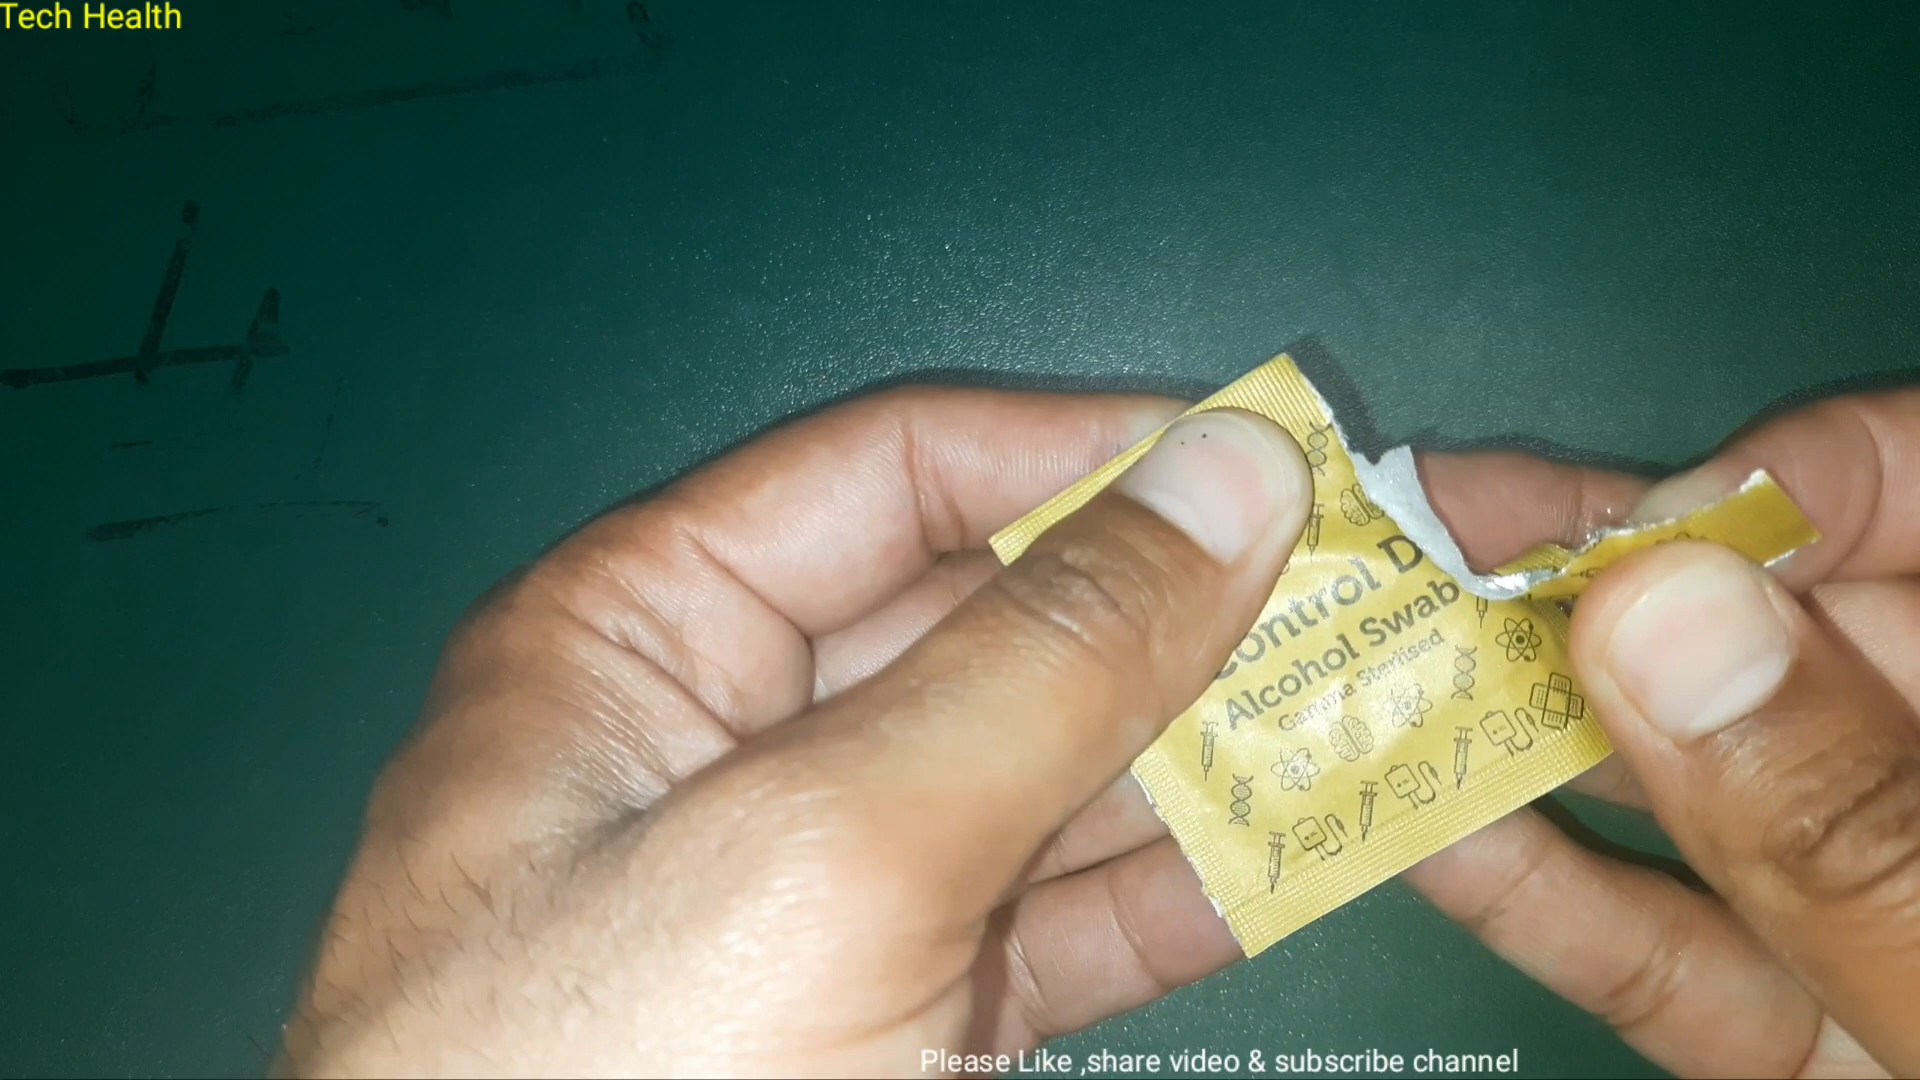 Tech Health
Control D
Alcohol Swab
Gamma Sterilised
Please Like ,share video & subscribe channel